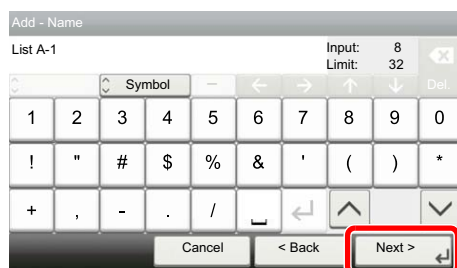 Add - Name
List A-1 Input: 8
Limit: 32
Symbol - Del.
1 2 3 4 5 6 7 8 9 0
! " # $ % & ' ( ) *
+ , - . /
Cancel < Back Next >